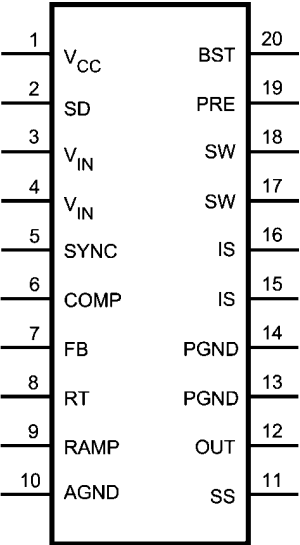 1 VCC BST 20
2 SD PRE 19
3 VIN SW 18
4 VIN SW 17
5 SYNC IS 16
6 COMP IS 15
7 FB PGND 14
8 RT PGND 13
9 RAMP OUT 12
10 AGND SS 11